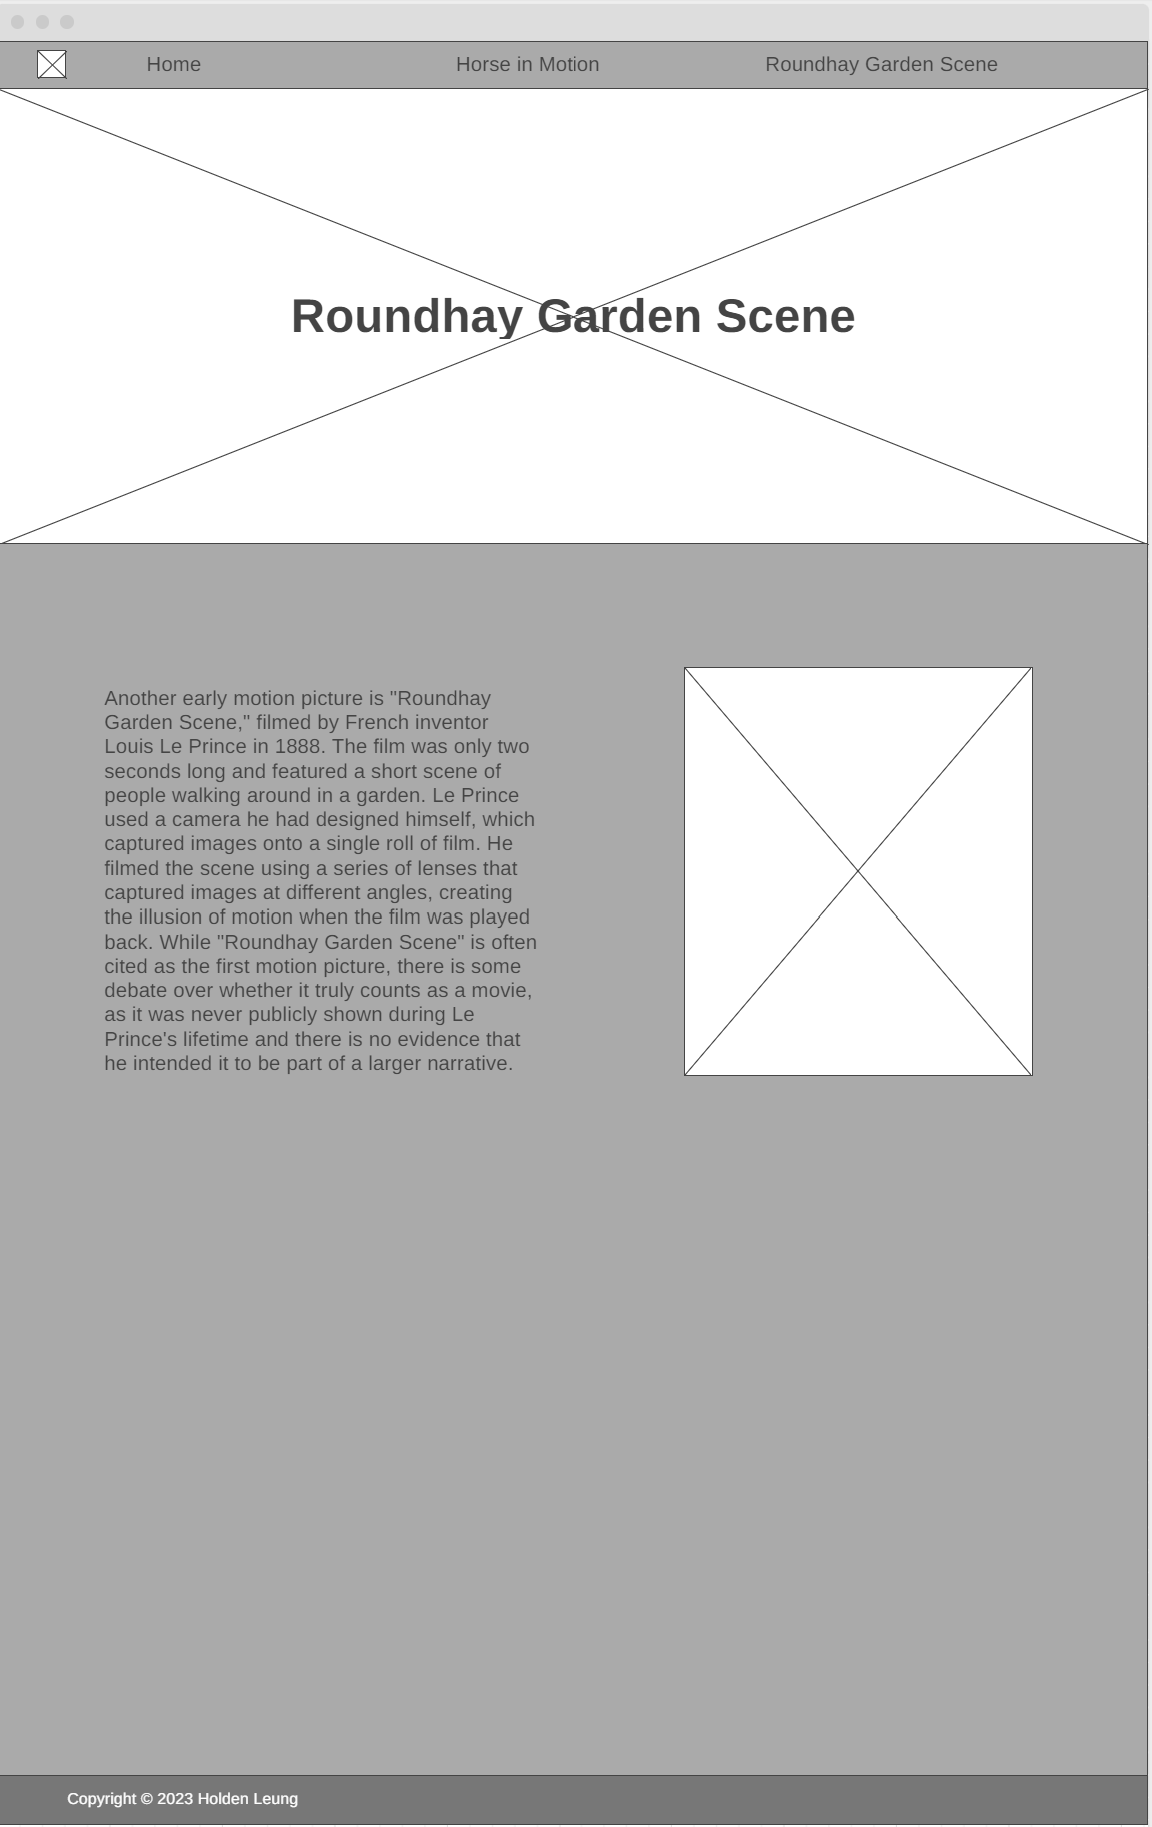 Home Horse in Motion Roundhay Garden Scene
Roundhay Garden Scene
Another early motion picture is "Roundhay
Garden Scene," filmed by French inventor
Louis Le Prince in 1888. The film was only two
seconds long and featured a short scene of
people walking around in a garden. Le Prince
used a camera he had designed himself, which
captured images onto a single roll of film. He
filmed the scene using a series of lenses that
captured images at different angles, creating
the illusion of motion when the film was played
back. While "Roundhay Garden Scene" is often
cited as the first motion picture, there is some
debate over whether it truly counts as a movie,
as it was never publicly shown during Le
Prince's lifetime and there is no evidence that
he intended it to be part of a larger narrative.
Copyright © 2023 Holden Leung